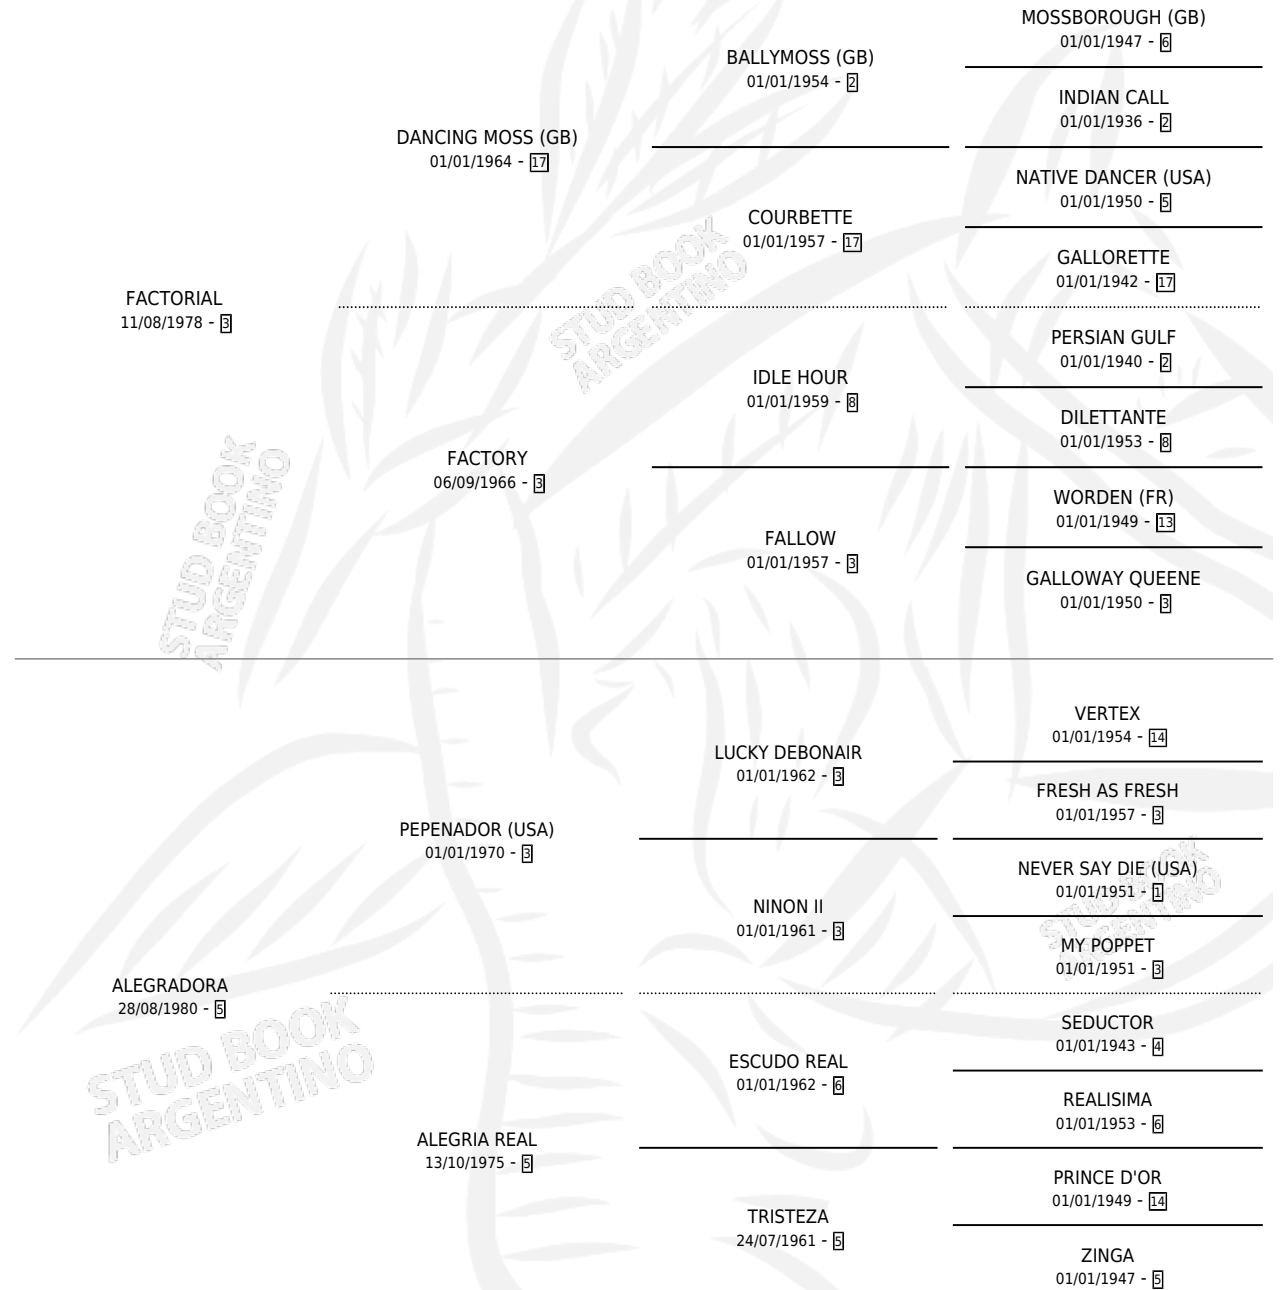 MOSSBOROUGH (GB)
01/01/1947 - 6
BALLYMOSS (GB)
01/01/1954 - 2
INDIAN CALL
01/01/1936 - 2
DANCING MOSS (GB)
01/01/1964 - 17
NATIVE DANCER (USA)
01/01/1950 - 5
COURBETTE
01/01/1957 - 17
GALLORETTE
01/01/1942 - 17
FACTORIAL
11/08/1978 - 3
PERSIAN GULF
01/01/1940 - 2
IDLE HOUR
01/01/1959 - 8
DILETTANTE
01/01/1953 - 8
FACTORY
06/09/1966 - 3
WORDEN (FR)
01/01/1949 - 13
FALLOW
01/01/1957 - 3
GALLOWAY QUEENE
01/01/1950 - 3
VERTEX
01/01/1954 - 14
LUCKY DEBONAIR
01/01/1962 - 3
FRESH AS FRESH
01/01/1957 - 3
PEPENADOR (USA)
01/01/1970 - 3
NEVER SAY DIE (USA)
01/01/1951 - 1
NINON II
01/01/1961 - 3
MY POPPET
01/01/1951 - 3
ALEGRADORA
28/08/1980 - 5
SEDUCTOR
01/01/1943 - 4
ESCUDO REAL
01/01/1962 - 6
REALISIMA
01/01/1953 - 6
ALEGRIA REAL
13/10/1975 - 5
PRINCE D'OR
01/01/1949 - 14
TRISTEZA
24/07/1961 - 5
ZINGA
01/01/1947 - 5
STUD BOOK
ARGENTINO
STUD BOOK
ARGENTINO
STUD BOOK
ARGENTINO
STUD BOOK
ARGENTINO